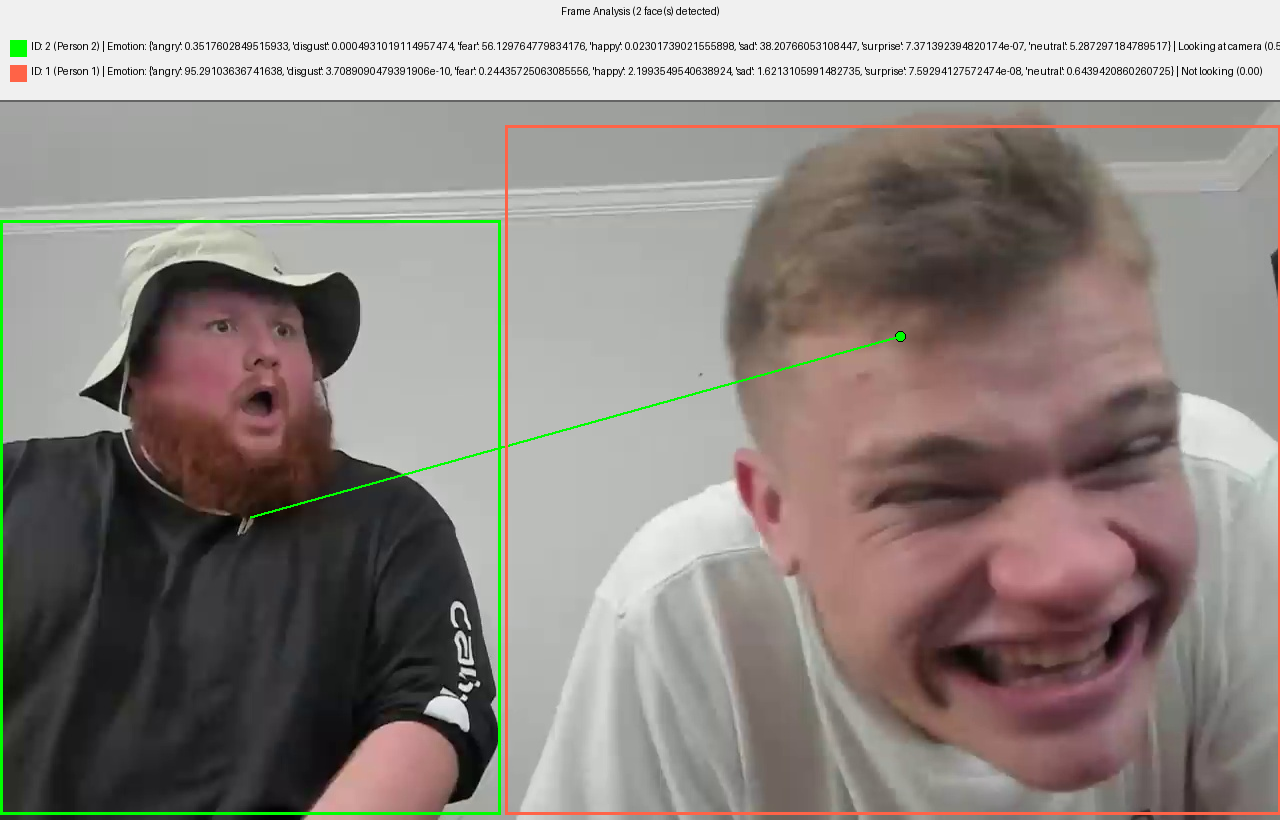 Frame Analysis (2 face(s) detected)
ID: 2 (Person 2) | Emotion: {'angry': 0.3517602849515933, 'disgust': 0.0004931019114957474, 'fear': 56.129764779834176, 'happy': 0.02301739021555898, 'sad': 38.20766053108447, 'surprise': 7.371392394820174e-07, 'neutral': 5.287297184789517} | Looking at camera (0.5
ID: 1 (Person 1) | Emotion: {'angry': 95.29103636741638, 'disgust': 3.7089090479391906e-10, 'fear': 0.24435725063085556, 'happy': 2.1993549540638924, 'sad': 1.6213105991482735, 'surprise': 7.59294127572474e-08, 'neutral': 0.6439420860260725} | Not looking (0.00)